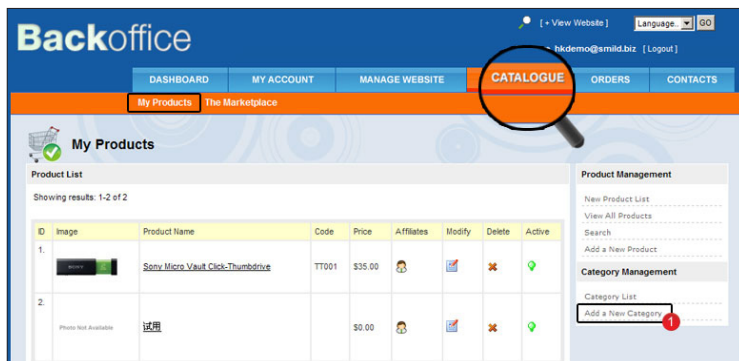 [ + View Website ] Language.. GO
Backoffice
hkdemo@smild.biz [ Logout ]
DASHBOARD MY ACCOUNT MANAGE WEBSITE CATALOGUE ORDERS CONTACTS
My Products The Marketplace
My Products
Product List
Showing results: 1-2 of 2
ID Image Product Name Code Price Affiliates Modify Delete Active
1. SONY Sony Micro Vault Click-Thumbdrive TT001 $35.00
2. Photo Not Available 试用 $0.00
Product Management
New Product List
View All Products
Search
Add a New Product
Category Management
Category List
Add a New Category 1